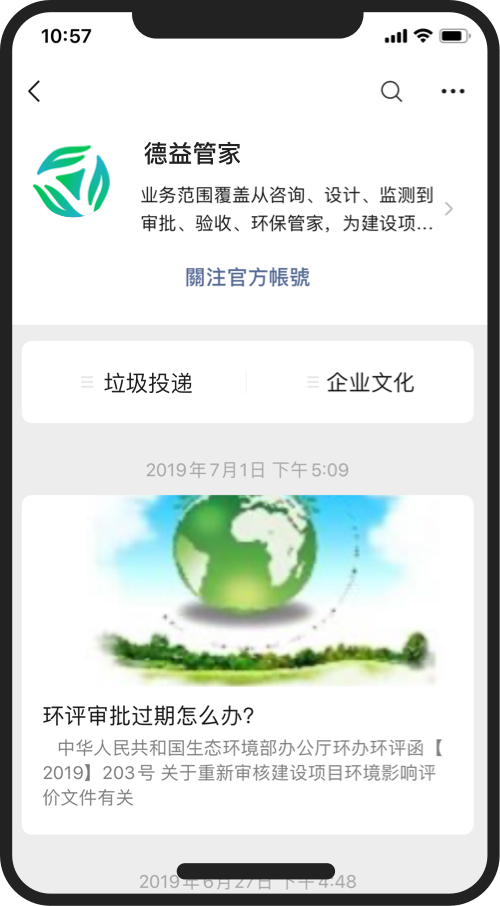 10:57
德益管家
业务范围覆盖从咨询、设计、监测到
审批、验收、环保管家，为建设项...
關注官方帳號
垃圾投递
企业文化
2019年7月1日 下午5:09
环评审批过期怎么办？
中华人民共和国生态环境部办公厅环办环评函【
2019】203号 关于重新审核建设项目环境影响评
价文件有关
2019年6月27日 下午4:48